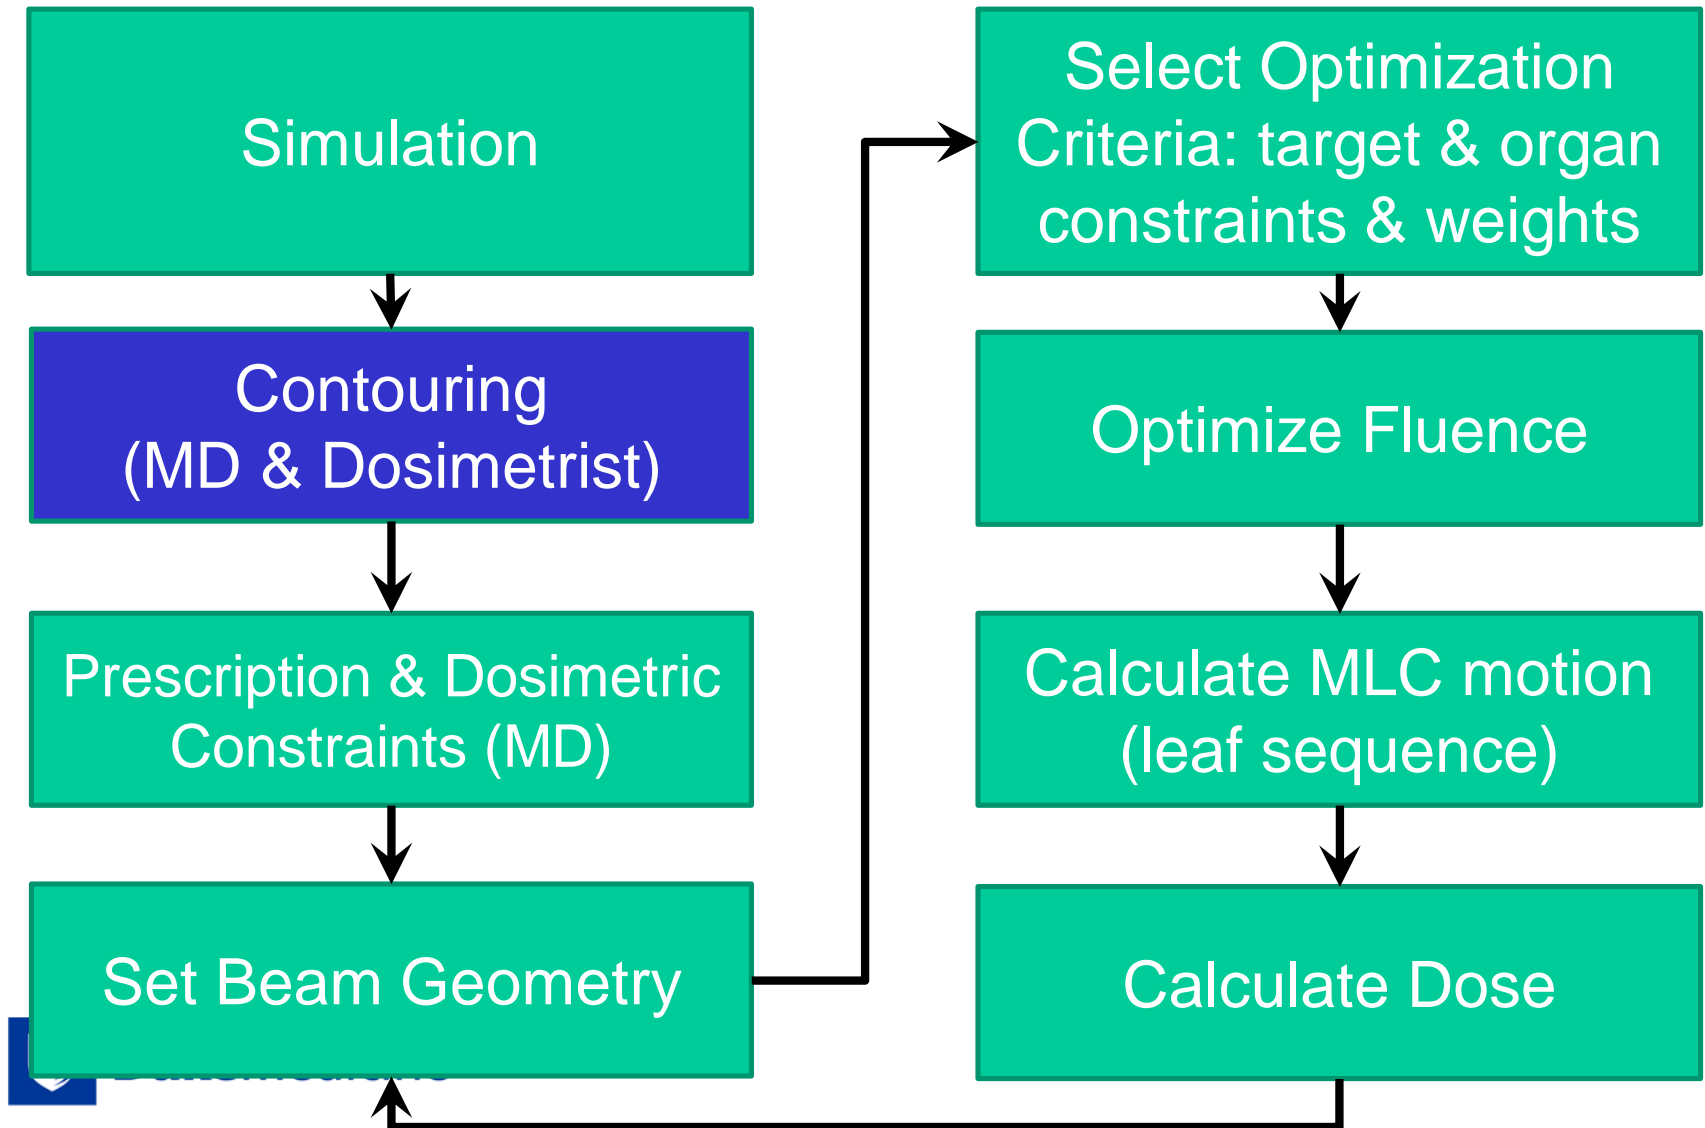 Simulation
Contouring
(MD & Dosimetrist)
Prescription & Dosimetric
Constraints (MD)
Set Beam Geometry
Select Optimization
Criteria: target & organ
constraints & weights
Optimize Fluence
Calculate MLC motion
(leaf sequence)
Calculate Dose